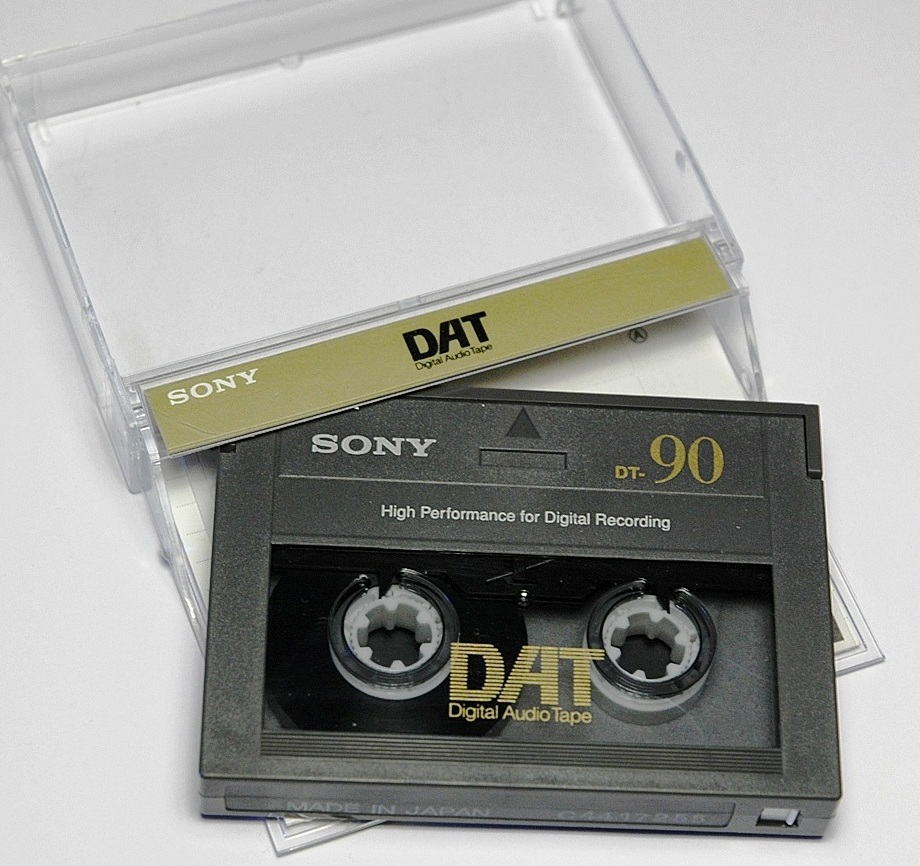 DAT
Digital Audio Tape
SONY
A
SONY
DT-90
High Performance for Digital Recording
DAT
Digital Audio Tape
MADE IN JAPAN